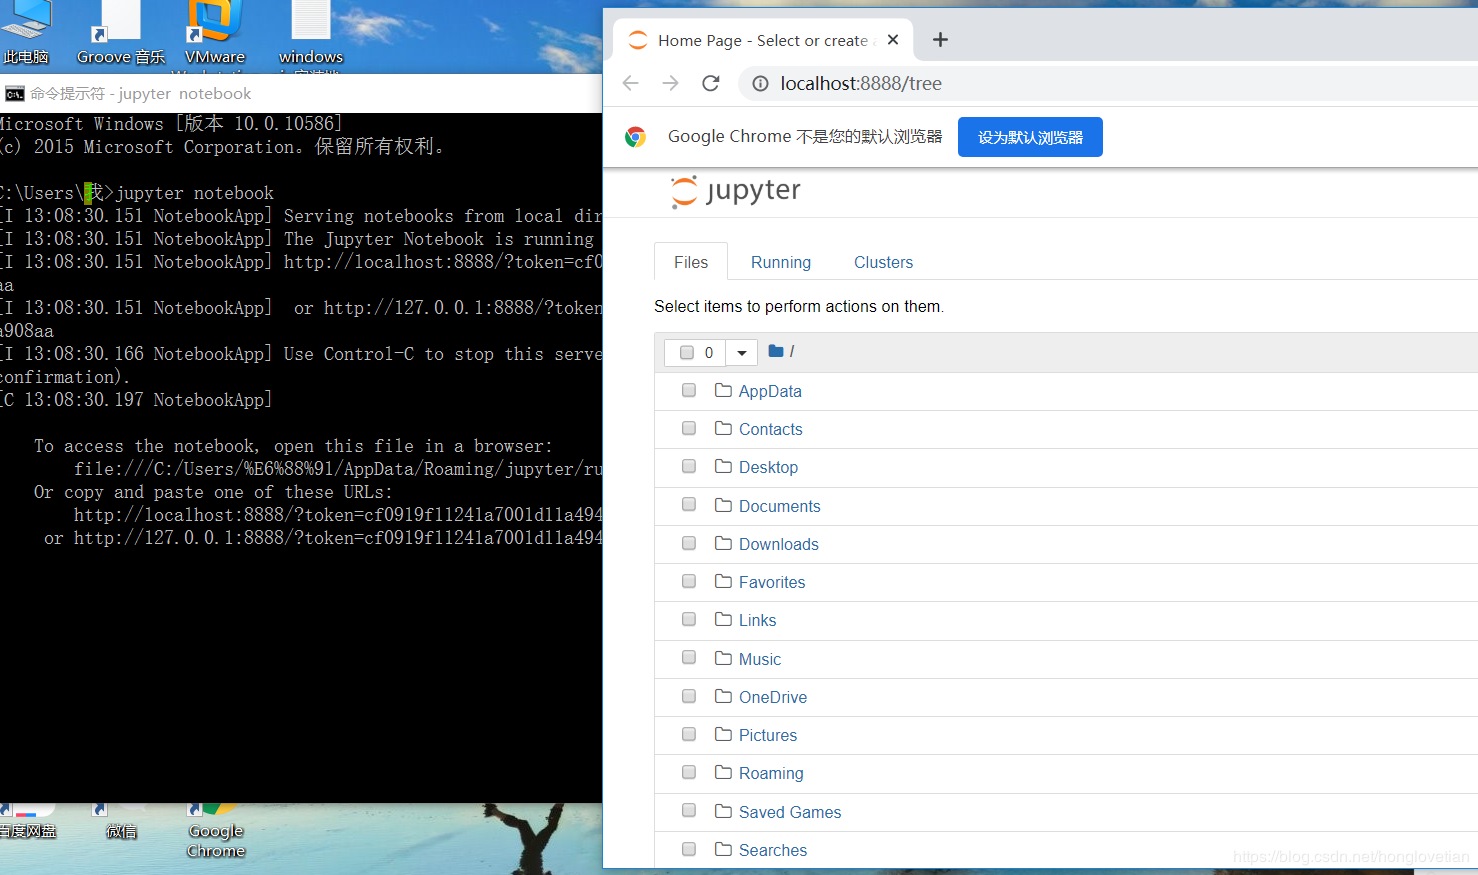 此电脑
Groove 音乐
VMware
windows
命令提示符 - jupyter notebook
Microsoft Windows [版本 10.0.10586]
(c) 2015 Microsoft Corporation。保留所有权利。
C:\Users\我>jupyter notebook
[I 13:08:30.151 NotebookApp] Serving notebooks from local dir
[I 13:08:30.151 NotebookApp] The Jupyter Notebook is running
[I 13:08:30.151 NotebookApp] http://localhost:8888/?token=cf0
aa
[I 13:08:30.151 NotebookApp]  or http://127.0.0.1:8888/?token
a908aa
[I 13:08:30.166 NotebookApp] Use Control-C to stop this serve
confirmation).
[C 13:08:30.197 NotebookApp]
To access the notebook, open this file in a browser:
file:///C:/Users/%E6%88%91/AppData/Roaming/jupyter/ru
Or copy and paste one of these URLs:
http://localhost:8888/?token=cf0919f11241a7001d11a494
or http://127.0.0.1:8888/?token=cf0919f11241a7001d11a494
百度网盘
微信
Google
Chrome
Home Page - Select or create a
localhost:8888/tree
Google Chrome 不是您的默认浏览器
设为默认浏览器
jupyter
Files
Running
Clusters
Select items to perform actions on them.
0
/
AppData
Contacts
Desktop
Documents
Downloads
Favorites
Links
Music
OneDrive
Pictures
Roaming
Saved Games
Searches
https://blog.csdn.net/honglovetian